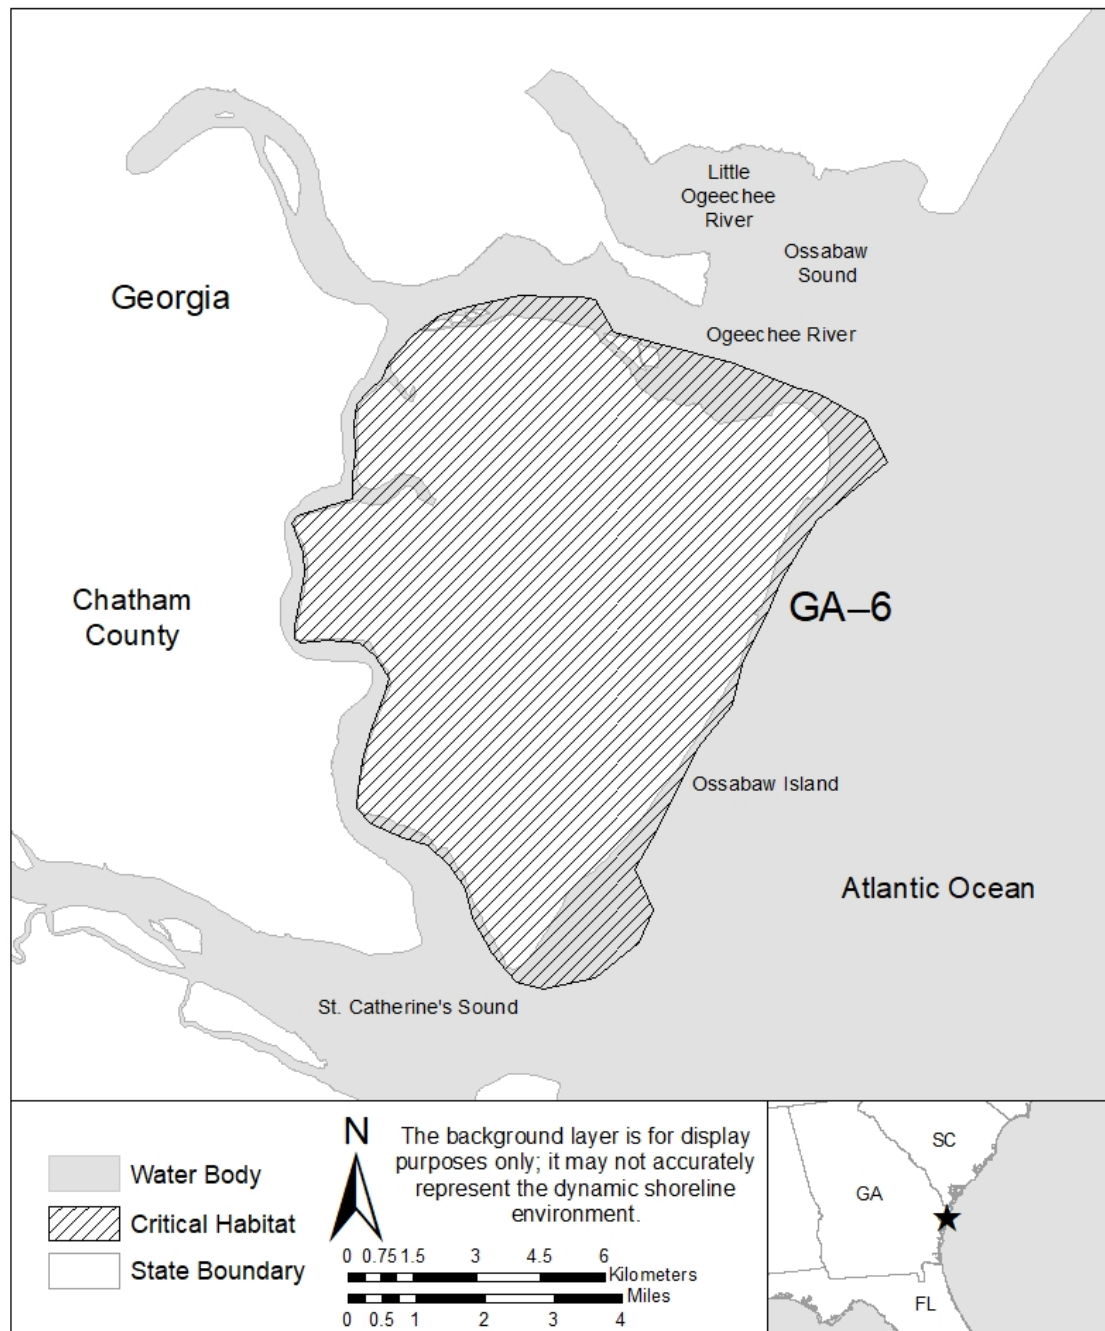 Little
Ogeechee
River
Ossabaw
Sound
Georgia
Ogeechee River
Chatham
County
GA–6
Ossabaw Island
Atlantic Ocean
St. Catherine's Sound
Water Body
Critical Habitat
State Boundary
N
The background layer is for display
purposes only; it may not accurately
represent the dynamic shoreline
environment.
0 0.75 1.5 3 4.5 6
Kilometers
Miles
0 0.5 1 2 3 4
SC
GA
FL